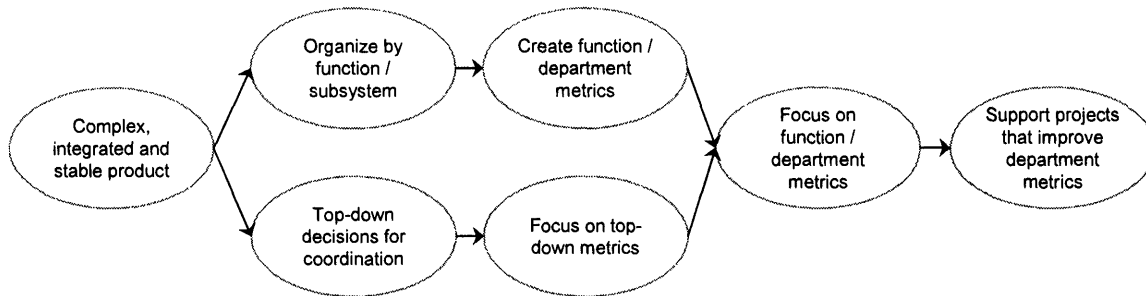 Complex,
integrated and
stable product
Organize by
function /
subsystem
Create function /
department
metrics
Top-down
decisions for
coordination
Focus on top-
down metrics
Focus on
function /
department
metrics
Support projects
that improve
department
metrics